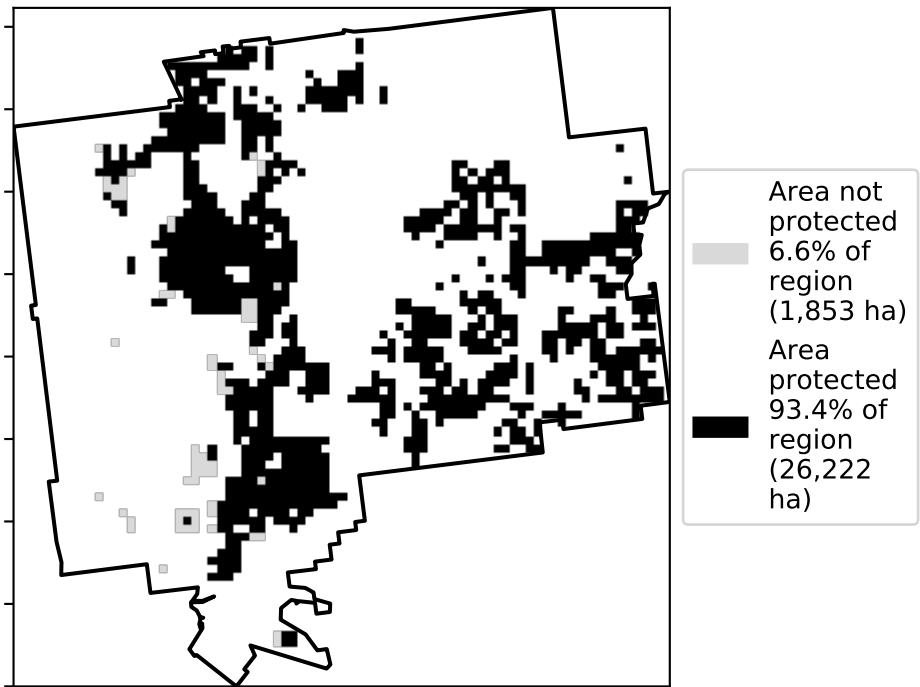 Area not
protected
6.6% of
region
(1,853 ha)
Area
protected
93.4% of
region
(26,222
ha)